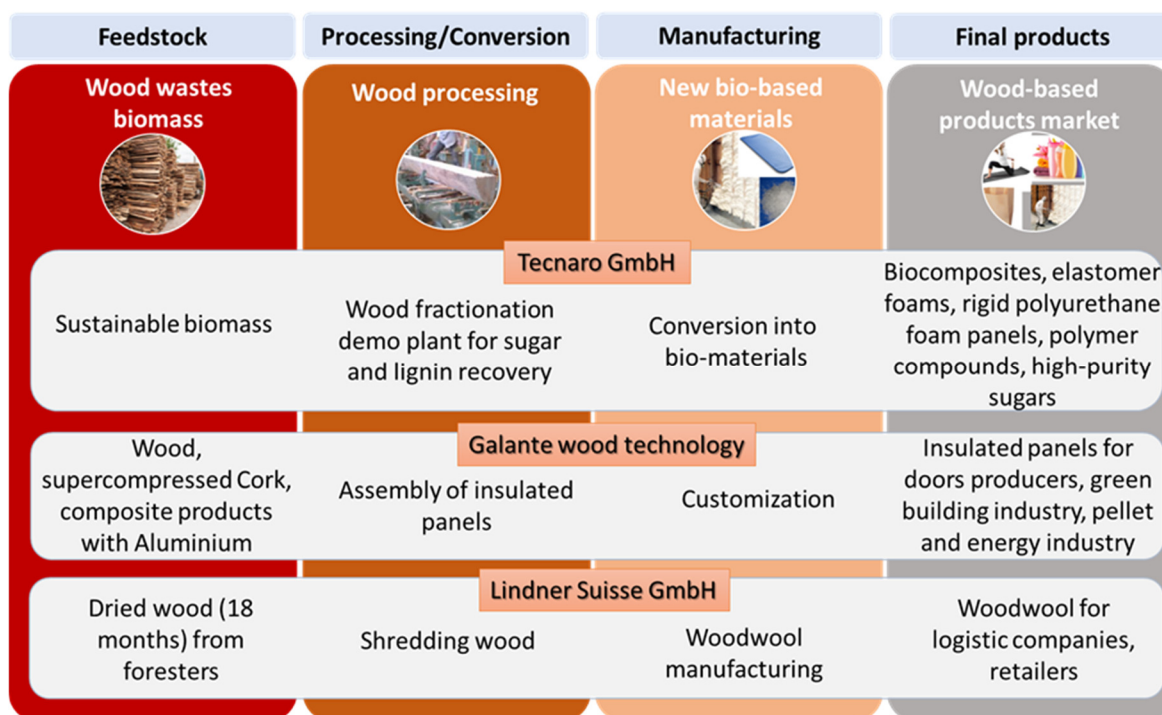 Feedstock
Processing/Conversion
Manufacturing
Final products
Wood wastes
biomass
Wood processing
New bio-based
materials
Wood-based
products market
Tecnaro GmbH
Sustainable biomass
Wood fractionation
demo plant for sugar
and lignin recovery
Conversion into
bio-materials
Biocomposites, elastomer
foams, rigid polyurethane
foam panels, polymer
compounds, high-purity
sugars
Galante wood technology
Wood,
supercompressed Cork,
composite products
with Aluminium
Assembly of insulated
panels
Customization
Insulated panels for
doors producers, green
building industry, pellet
and energy industry
Lindner Suisse GmbH
Dried wood (18
months) from
foresters
Shredding wood
Woodwool
manufacturing
Woodwool for
logistic companies,
retailers